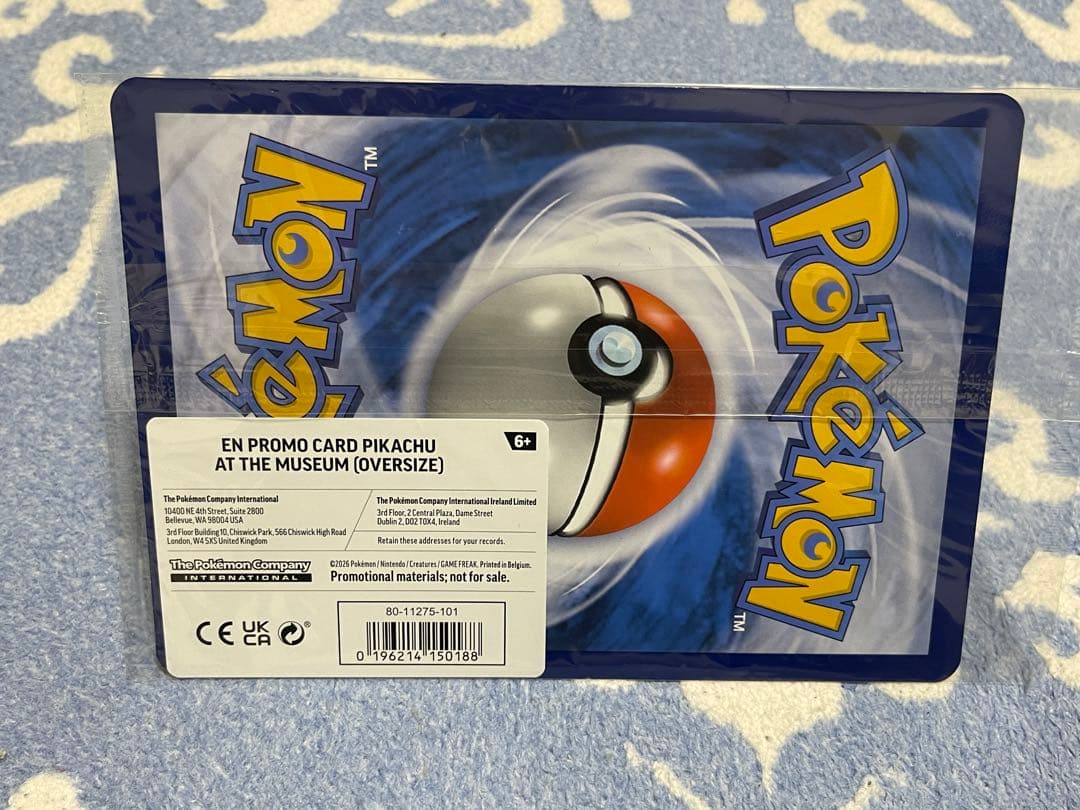 Pokémon
TM
Pokémon
TM
EN PROMO CARD PIKACHU
AT THE MUSEUM (OVERSIZE)
6+
The Pokémon Company International
10400 NE 4th Street, Suite 2800
Bellevue, WA 98004 USA
3rd Floor Building 10, Chiswick Park, 566 Chiswick High Road
London, W4 5XS United Kingdom
The Pokémon Company International Ireland Limited
3rd Floor, 2 Central Plaza, Dame Street
Dublin 2, D02 T0X4, Ireland
Retain these addresses for your records.
The Pokémon Company
INTERNATIONAL
©2026 Pokémon / Nintendo / Creatures / GAME FREAK. Printed in Belgium.
Promotional materials; not for sale.
CE
UK
CA
®
80-11275-101
0 196214 150188